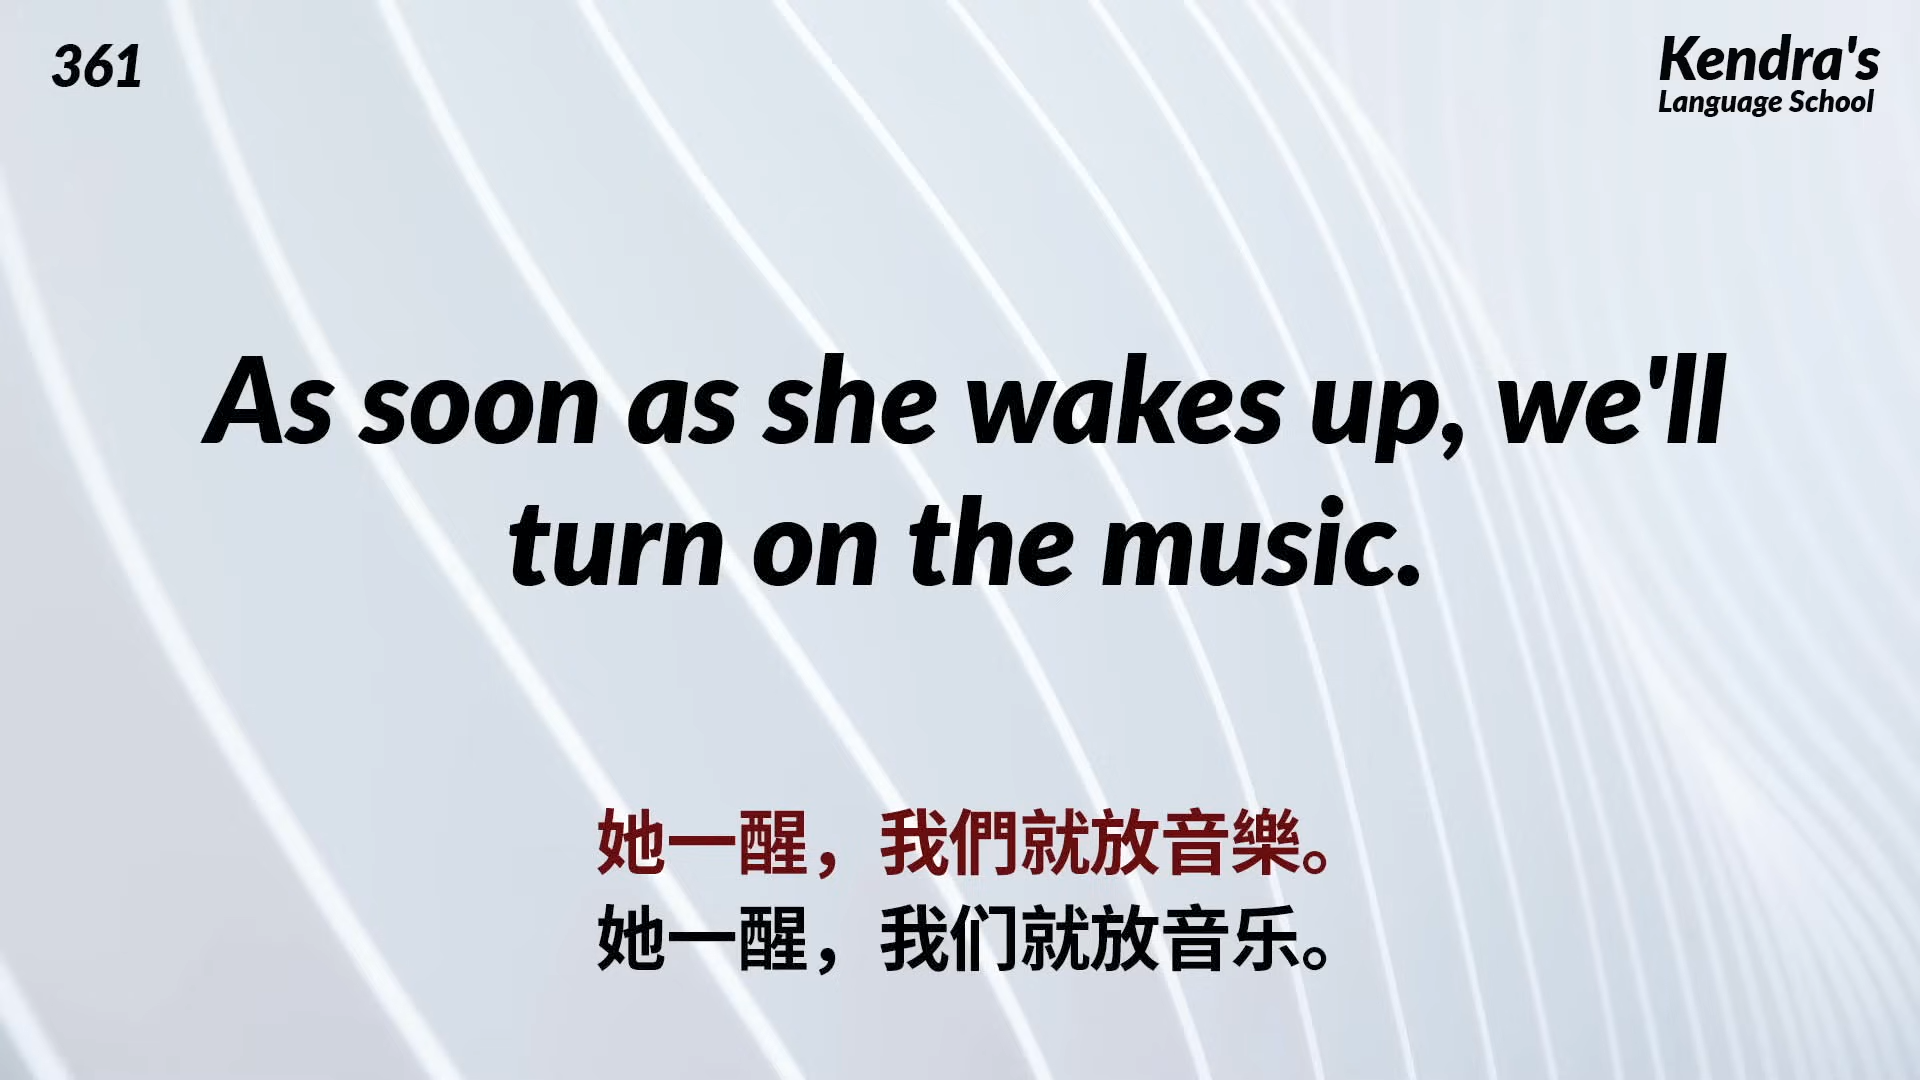 361
Kendra's
Language School
As soon as she wakes up, we'll
turn on the music.
她一醒，我們就放音樂。
她一醒，我们就放音乐。